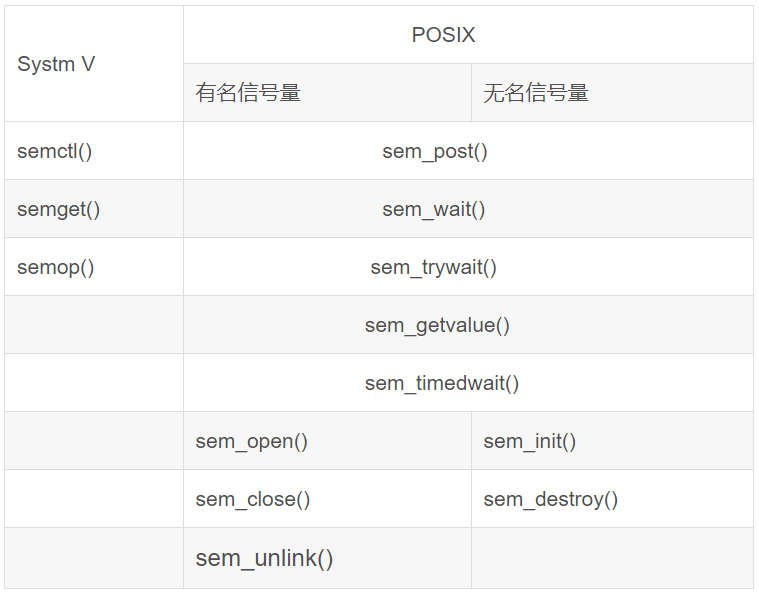 Systm V
POSIX
有名信号量
无名信号量
semctl()
sem_post()
semget()
sem_wait()
semop()
sem_trywait()
sem_getvalue()
sem_timedwait()
sem_open()
sem_init()
sem_close()
sem_destroy()
sem_unlink()